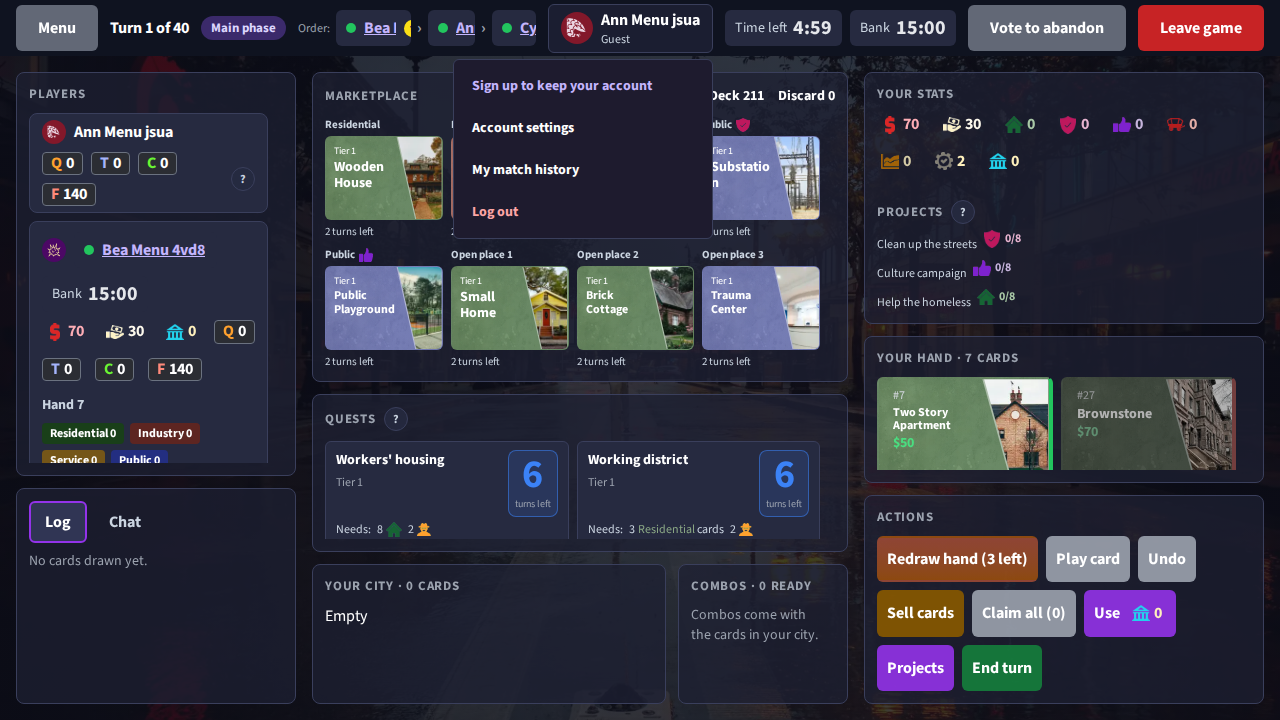 Menu
Turn 1 of 40
Main phase
Order:
Bea
›
An
›
Cy
Ann Menu jsua
Guest
Time left 4:59
Bank 15:00
Vote to abandon
Leave game
Sign up to keep your account
Account settings
My match history
Log out
PLAYERS
Ann Menu jsua
Q 0
T 0
C 0
F 140
?
Bea Menu 4vd8
Bank 15:00
70
30
0
Q 0
T 0
C 0
F 140
Hand 7
Residential 0
Industry 0
Service 0
Public 0
Log
Chat
No cards drawn yet.
MARKETPLACE
Deck 211
Discard 0
Residential
Tier 1
Wooden
House
2 turns left
Tier 1
Substatio
n
turns left
Public
Tier 1
Public
Playground
2 turns left
Open place 1
Tier 1
Small
Home
2 turns left
Open place 2
Tier 1
Brick
Cottage
2 turns left
Open place 3
Tier 1
Trauma
Center
2 turns left
QUESTS ?
Workers' housing
Tier 1
6
turns left
Needs: 8 2
Working district
Tier 1
6
turns left
Needs: 3 Residential cards 2
YOUR CITY · 0 CARDS
Empty
COMBOS · 0 READY
Combos come with
the cards in your city.
YOUR STATS
70
30
0
0
0
0
0
2
0
PROJECTS ?
Clean up the streets 0/8
Culture campaign 0/8
Help the homeless 0/8
YOUR HAND · 7 CARDS
#7
Two Story
Apartment
$50
#27
Brownstone
$70
ACTIONS
Redraw hand (3 left)
Play card
Undo
Sell cards
Claim all (0)
Use 0
Projects
End turn